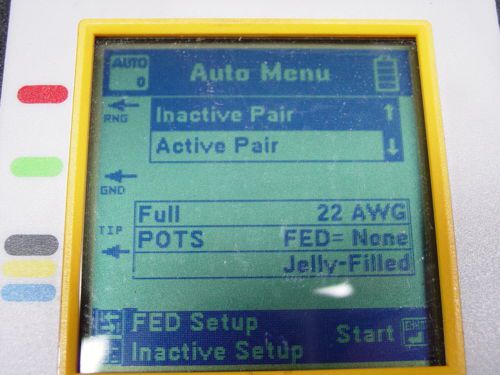 AUTO
0
Auto Menu
RNG
Inactive Pair
Active Pair
GND
TIP
Full 22 AWG
POTS FED= None
Jelly-Filled
FED Setup
Inactive Setup
Start